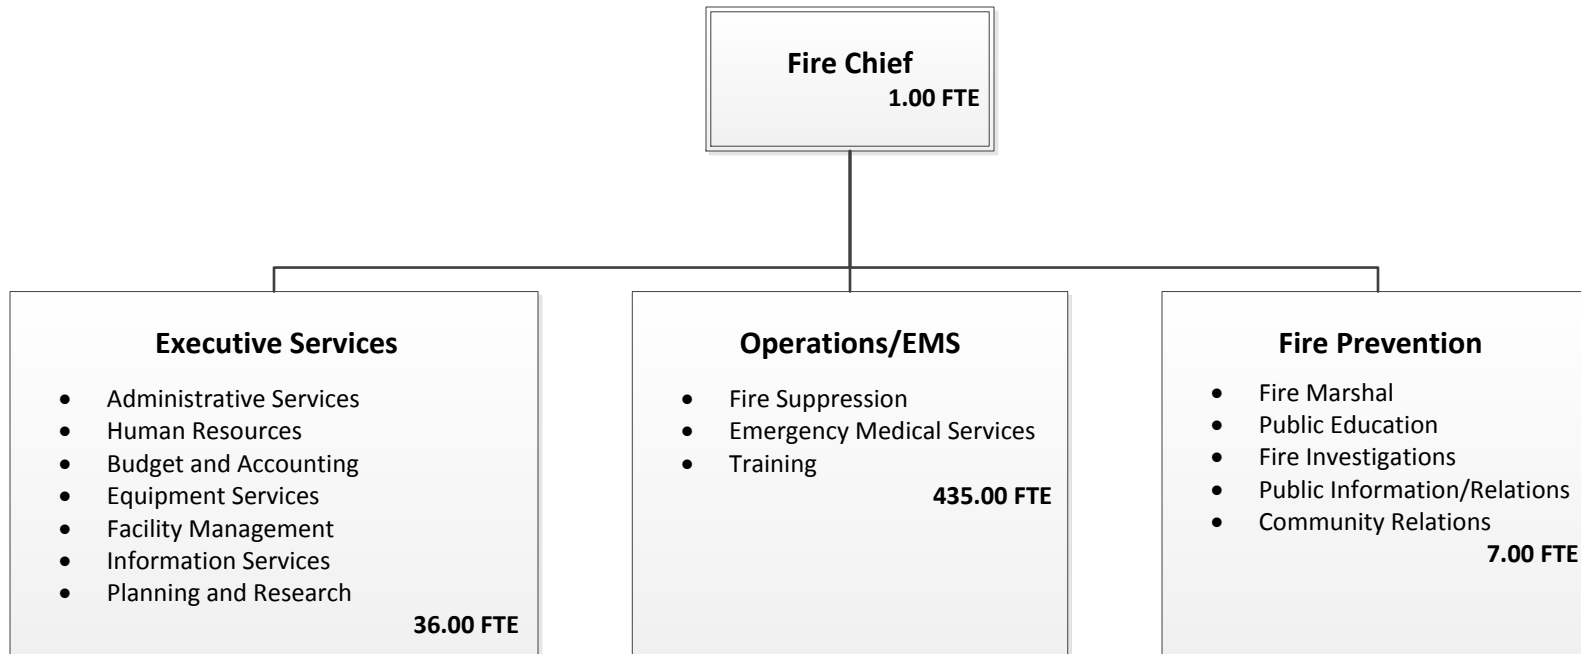 Fire Chief
1.00 FTE
Executive Services
• Administrative Services
• Human Resources
• Budget and Accounting
• Equipment Services
• Facility Management
• Information Services
• Planning and Research
36.00 FTE
Operations/EMS
• Fire Suppression
• Emergency Medical Services
• Training
435.00 FTE
Fire Prevention
• Fire Marshal
• Public Education
• Fire Investigations
• Public Information/Relations
• Community Relations
7.00 FTE